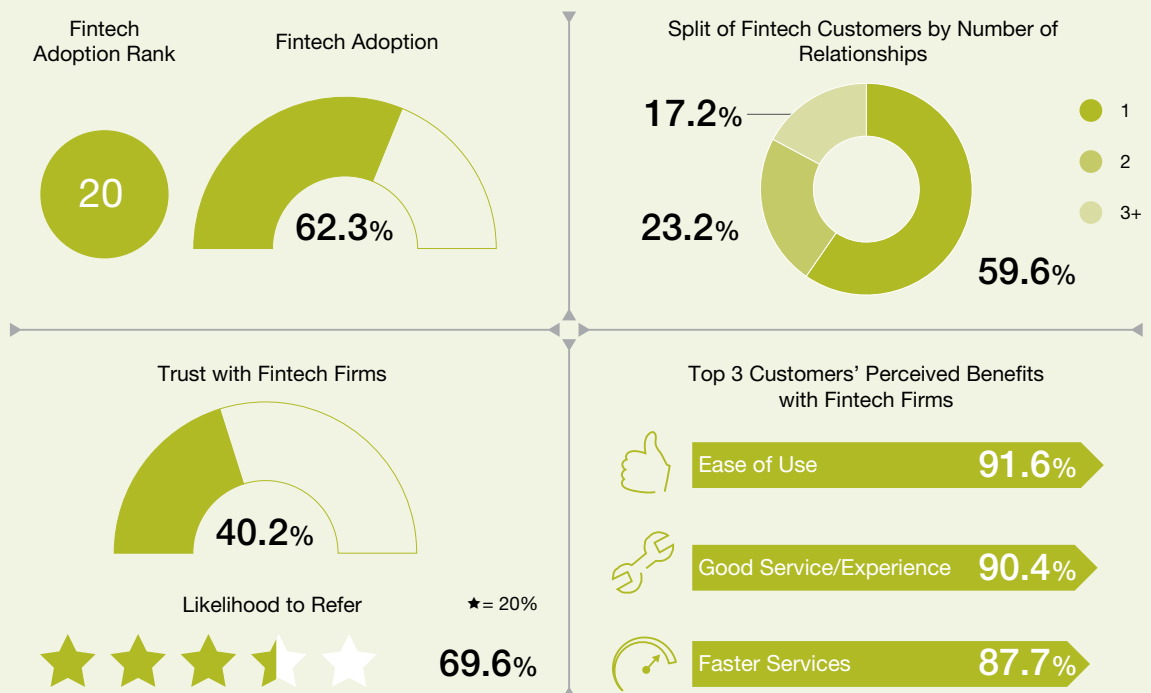 Fintech
Adoption Rank
20
Fintech Adoption
62.3%
Split of Fintech Customers by Number of
Relationships
17.2%
23.2%
59.6%
1
2
3+
Trust with Fintech Firms
40.2%
Likelihood to Refer
★= 20%
69.6%
Top 3 Customers’ Perceived Benefits
with Fintech Firms
Ease of Use 91.6%
Good Service/Experience 90.4%
Faster Services 87.7%